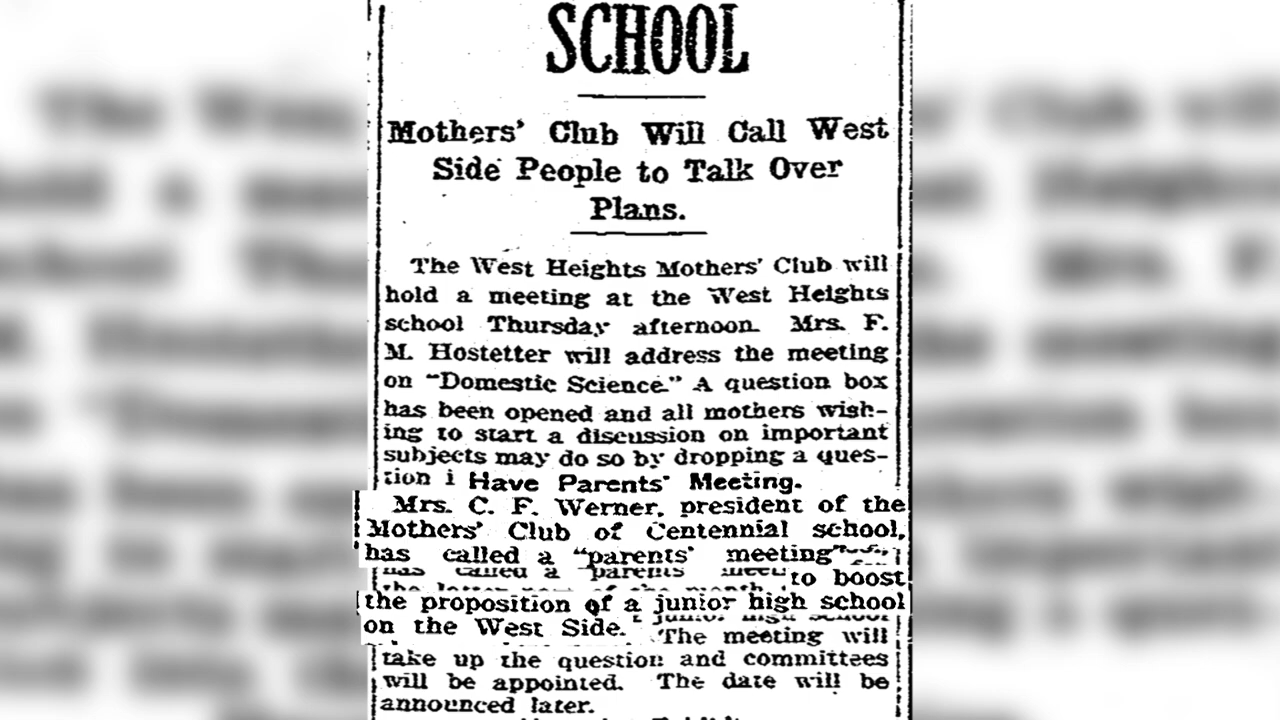 SCHOOL
Mothers' Club Will Call West
Side People to Talk Over
Plans.
The West Heights Mothers' Club will
hold a meeting at the West Heights
school Thursday afternoon. Mrs. F.
M. Hostetter will address the meeting
on "Domestic Science." A question box
has been opened and all mothers wish-
ing to start a discussion on important
subjects may do so by dropping a ques-
tion i Have Parents' Meeting.
Mrs. C. F. Werner, president of the
Mothers' Club of Centennial school,
has called a "parents' meeting"
has called a "parents' meet
to boost
the proposition of a junior high school
on the West Side. The meeting will
take up the question and committees
will be appointed. The date will be
announced later.